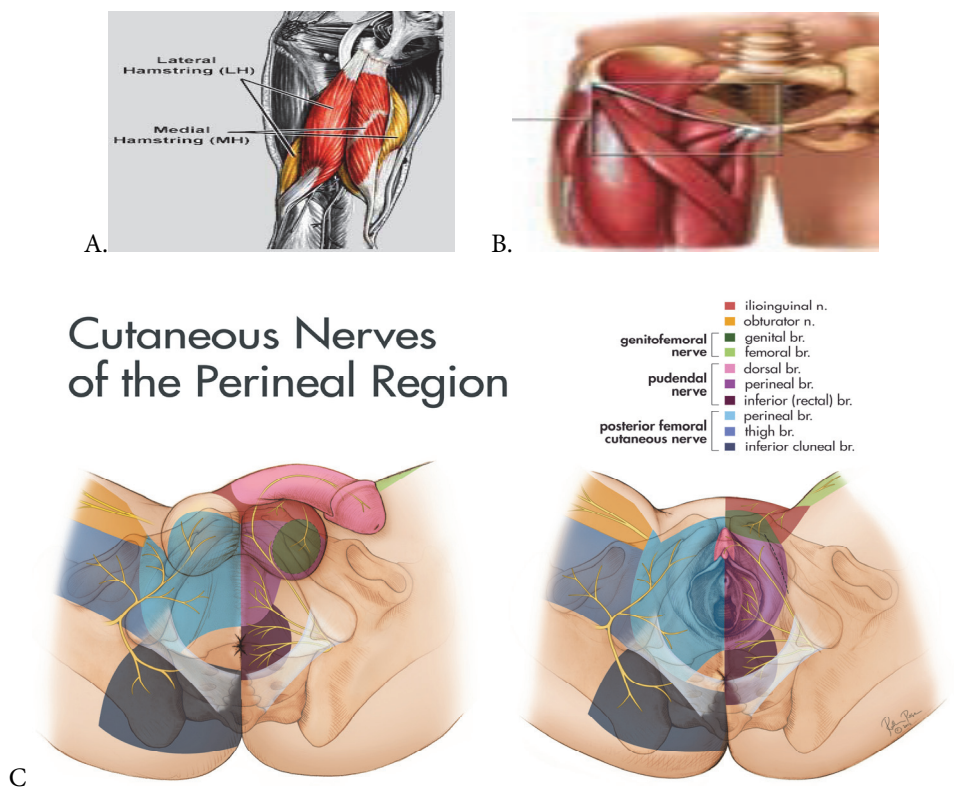 Lateral
Hamstring (LH)
Medial
Hamstring (MH)
A.
B.
Cutaneous Nerves
of the Perineal Region
ilioinguinal n.
obturator n.
genitofemoral
nerve
genital br.
femoral br.
pudendal
nerve
dorsal br.
perineal br.
inferior (rectal) br.
posterior femoral
cutaneous nerve
perineal br.
thigh br.
inferior cluneal br.
C